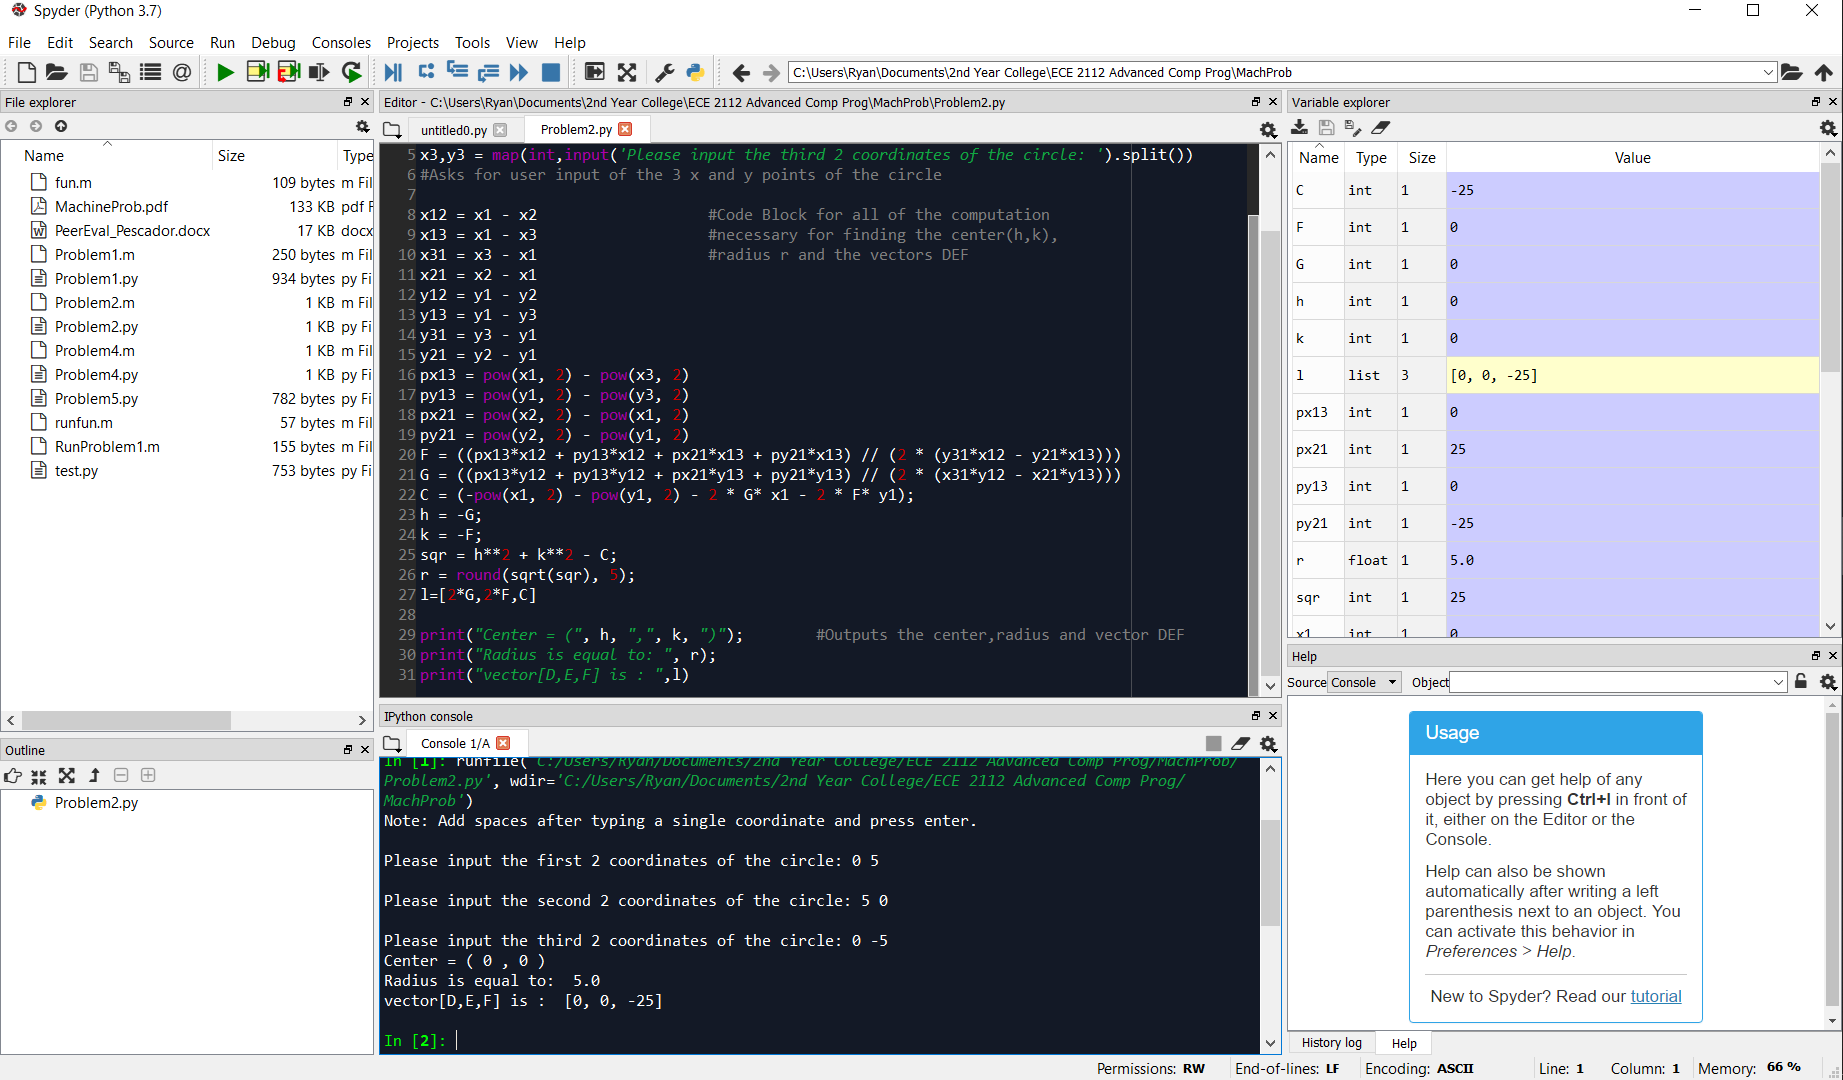 Spyder (Python 3.7)
File Edit Search Source Run Debug Consoles Projects Tools View Help
C:\Users\Ryan\Documents\2nd Year College\ECE 2112 Advanced Comp Prog\MachProb
File explorer
Name Size Type
fun.m 109 bytes m Fil
MachineProb.pdf 133 KB pdf F
PeerEval_Pescador.docx 17 KB docx
Problem1.m 250 bytes m Fil
Problem1.py 934 bytes py Fi
Problem2.m 1 KB m Fil
Problem2.py 1 KB py Fi
Problem4.m 1 KB m Fil
Problem4.py 1 KB py Fi
Problem5.py 782 bytes py Fi
runfun.m 57 bytes m Fil
RunProblem1.m 155 bytes m Fil
test.py 753 bytes py Fi
Outline
Problem2.py
Editor - C:\Users\Ryan\Documents\2nd Year College\ECE 2112 Advanced Comp Prog\MachProb\Problem2.py
untitled0.py Problem2.py
5 x3,y3 = map(int,input('Please input the third 2 coordinates of the circle: ').split())
6 #Asks for user input of the 3 x and y points of the circle
7
8 x12 = x1 - x2 #Code Block for all of the computation
9 x13 = x1 - x3 #necessary for finding the center(h,k),
10 x31 = x3 - x1 #radius r and the vectors DEF
11 x21 = x2 - x1
12 y12 = y1 - y2
13 y13 = y1 - y3
14 y31 = y3 - y1
15 y21 = y2 - y1
16 px13 = pow(x1, 2) - pow(x3, 2)
17 py13 = pow(y1, 2) - pow(y3, 2)
18 px21 = pow(x2, 2) - pow(x1, 2)
19 py21 = pow(y2, 2) - pow(y1, 2)
20 F = ((px13*x12 + py13*x12 + px21*x13 + py21*x13) // (2 * (y31*x12 - y21*x13)))
21 G = ((px13*y12 + py13*y12 + px21*y13 + py21*y13) // (2 * (x31*y12 - x21*y13)))
22 C = (-pow(x1, 2) - pow(y1, 2) - 2 * G* x1 - 2 * F* y1);
23 h = -G;
24 k = -F;
25 sqr = h**2 + k**2 - C;
26 r = round(sqrt(sqr), 5);
27 l=[2*G,2*F,C]
28
29 print("Center = (", h, ",", k, ")"); #Outputs the center,radius and vector DEF
30 print("Radius is equal to: ", r);
31 print("vector[D,E,F] is : ",l)
IPython console
Console 1/A
In [1]: runfile('C:/Users/Ryan/Documents/2nd Year College/ECE 2112 Advanced Comp Prog/MachProb/
Problem2.py', wdir='C:/Users/Ryan/Documents/2nd Year College/ECE 2112 Advanced Comp Prog/
MachProb')
Note: Add spaces after typing a single coordinate and press enter.
Please input the first 2 coordinates of the circle: 0 5
Please input the second 2 coordinates of the circle: 5 0
Please input the third 2 coordinates of the circle: 0 -5
Center = ( 0 , 0 )
Radius is equal to:  5.0
vector[D,E,F] is :  [0, 0, -25]
In [2]:
Variable explorer
Name Type Size Value
C int 1 -25
F int 1 0
G int 1 0
h int 1 0
k int 1 0
l list 3 [0, 0, -25]
px13 int 1 0
px21 int 1 25
py13 int 1 0
py21 int 1 -25
r float 1 5.0
sqr int 1 25
x1 int 1 0
Help
Source Console Object
Usage
Here you can get help of any
object by pressing Ctrl+I in front of
it, either on the Editor or the
Console.
Help can also be shown
automatically after writing a left
parenthesis next to an object. You
can activate this behavior in
Preferences > Help.
New to Spyder? Read our tutorial
History log Help
Permissions: RW End-of-lines: LF Encoding: ASCII Line: 1 Column: 1 Memory: 66 %